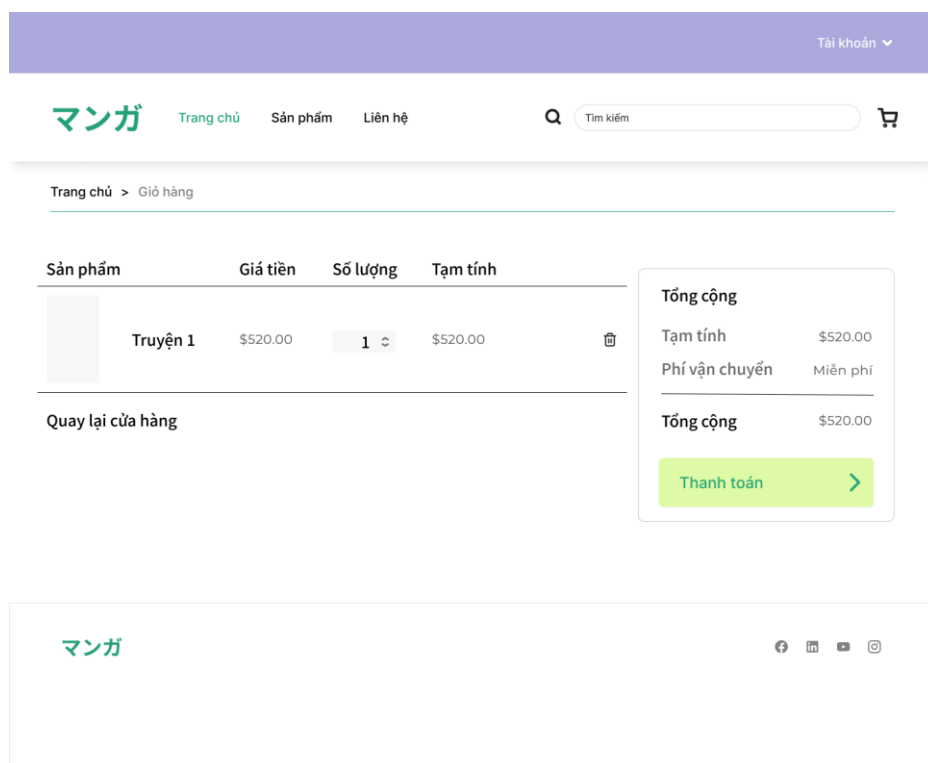 Tài khoản
マンガ Trang chủ Sản phẩm Liên hệ Tìm kiếm
Trang chủ > Giỏ hàng
Sản phẩm Giá tiền Số lượng Tạm tính
Truyện 1 $520.00 1 $520.00
Quay lại cửa hàng
Tổng cộng
Tạm tính $520.00
Phí vận chuyển Miễn phí
Tổng cộng $520.00
Thanh toán
マンガ